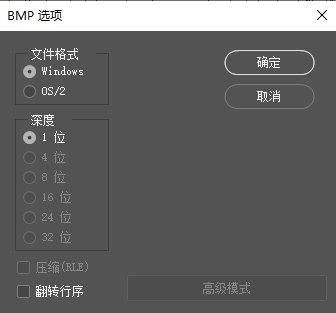 BMP 选项
文件格式
Windows
OS/2
确定
取消
深度
1 位
4 位
8 位
16 位
24 位
32 位
压缩(RLE)
翻转行序
高级模式